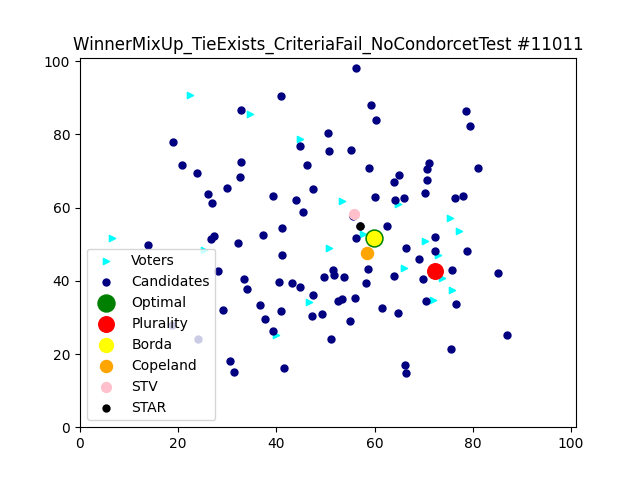 WinnerMixUp_TieExists_CriteriaFail_NoCondorcetTest #11011
100
80
60
40
20
0
Voters
Candidates
Optimal
Plurality
Borda
Copeland
STV
STAR
0 20 40 60 80 100